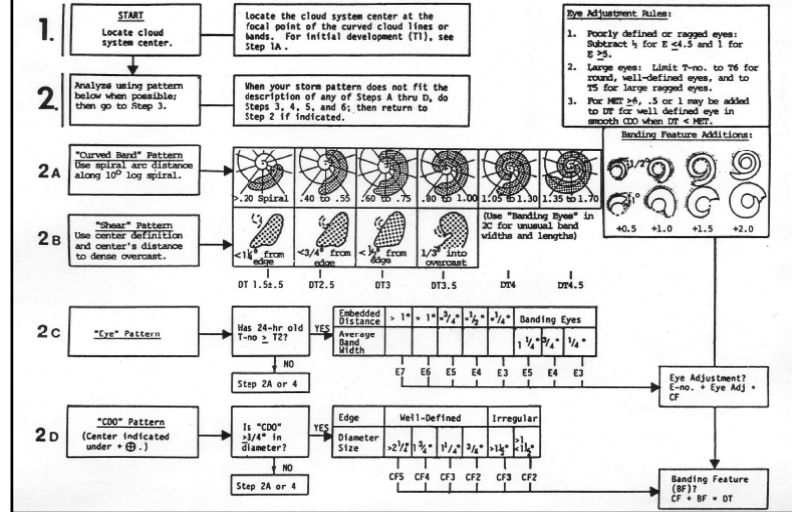 1.
START
Locate cloud
system center.
Locate the cloud system center at the
focal point of the curved cloud lines or
bands. For initial development (T1), see
Step 1A.
2.
Analyze using pattern
below when possible;
then go to Step 3.
When your storm pattern does not fit the
description of any of Steps A thru D, do
Steps 3, 4, 5, and 6; then return to
Step 2 if indicated.
Eye Adjustment Rules:
1. Poorly defined or ragged eyes:
Subtract ½ for E ≤4.5 and 1 for
E ≥5.
2. Large eyes: Limit T-no. to T6 for
round, well-defined eyes, and to
T5 for large ragged eyes.
3. For MET ≥6, .5 or 1 may be added
to DT for well defined eye in
smooth CDO when DT < MET.
Banding Feature Additions:
1/2°
1°
+0.5 +1.0 +1.5 +2.0
2A
"Curved Band" Pattern
Use spiral arc distance
along 10° log spiral.
>.20 Spiral .40 to .55 .60 to .75 .80 to 1.00 1.05 to 1.30 1.35 to 1.70
2B
"Shear" Pattern
Use center definition
and center's distance
to dense overcast.
<1¼° from
edge
<3/4° from
edge
<½° from
edge
1/3° into
overcast
(Use "Banding Eyes" in
2C for unusual band
widths and lengths)
DT 1.5±.5 DT2.5 DT3 DT3.5 DT4 DT4.5
2C
"Eye" Pattern
Was 24-hr old
T-no ≥ T2?
YES
NO
Step 2A or 4
Embedded
Distance
> 1° = 1° =3/4° =1/2° =1/4° Banding Eyes
Average
Band
Width
1 1/4° 3/4° 1/4°
E7 E6 E5 E4 E3 E5 E4 E3
Eye Adjustment?
E-no. + Eye Adj =
CF
2D
"CDO" Pattern
(Center indicated
under + ⊕.)
Is "CDO"
>3/4° in
diameter?
YES
NO
Step 2A or 4
Edge Well-Defined Irregular
Diameter
Size
>2 1/2° 1 3/4° 1 1/4° 3/4° >1½° >1 <1½°
CF5 CF4 CF3 CF2 CF3 CF2
Banding Feature
(BF)?
CF + BF = DT